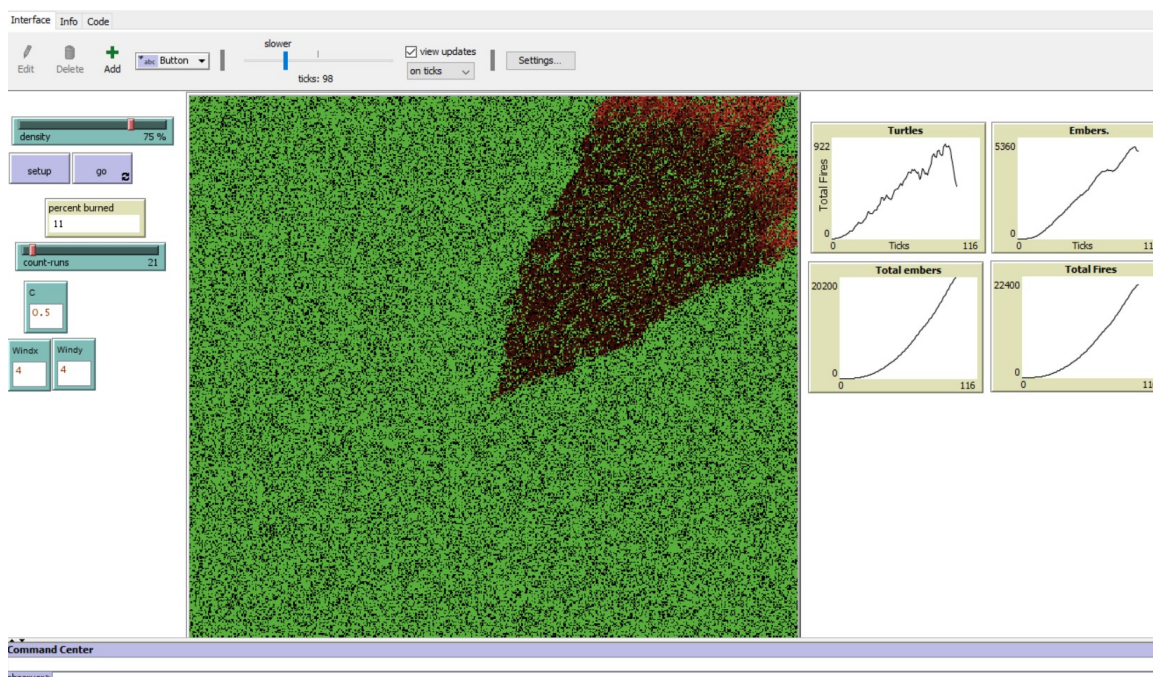 Interface Info Code
Edit
Delete
Add
abc Button
slower
ticks: 98
view updates
on ticks
Settings...
density 75 %
setup
go
percent burned
11
count-runs 21
C
0.5
Windx
4
Windy
4
Turtles
922
Total Fires
0
0 Ticks 116
Embers.
5360
0
0 Ticks 11
Total embers
20200
0
0 116
Total Fires
22400
0
0 116
Command Center